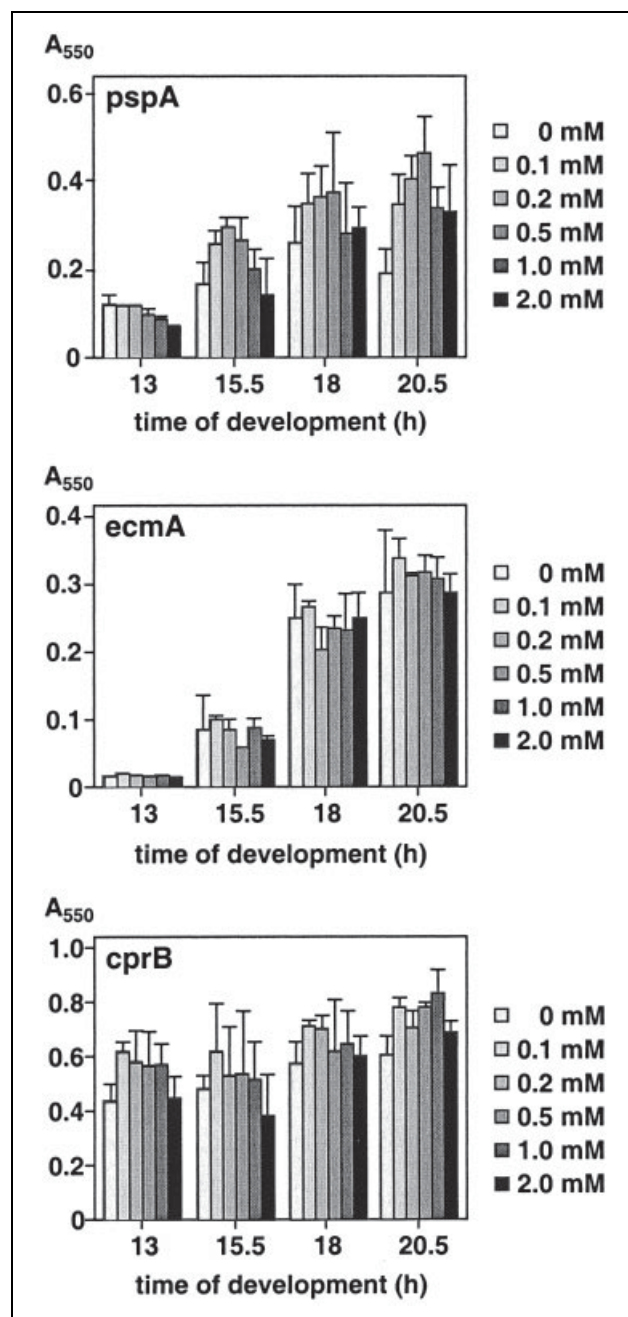 A550
pspA
0.6
0.4
0.2
0
13 15.5 18 20.5
time of development (h)
0 mM
0.1 mM
0.2 mM
0.5 mM
1.0 mM
2.0 mM
A550
ecmA
0.4
0.3
0.2
0.1
0
13 15.5 18 20.5
time of development (h)
0 mM
0.1 mM
0.2 mM
0.5 mM
1.0 mM
2.0 mM
A550
cprB
1.0
0.8
0.6
0.4
0.2
0
13 15.5 18 20.5
time of development (h)
0 mM
0.1 mM
0.2 mM
0.5 mM
1.0 mM
2.0 mM